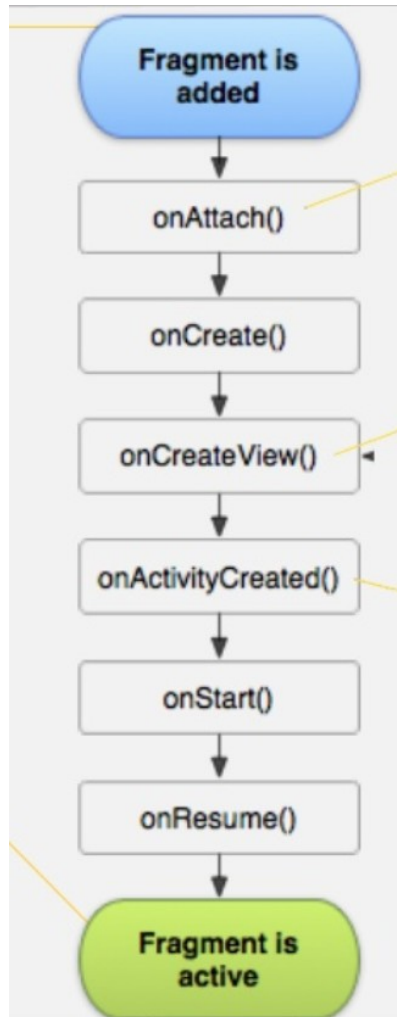 Fragment is
added
onAttach()
onCreate()
onCreateView()
onActivityCreated()
onStart()
onResume()
Fragment is
active